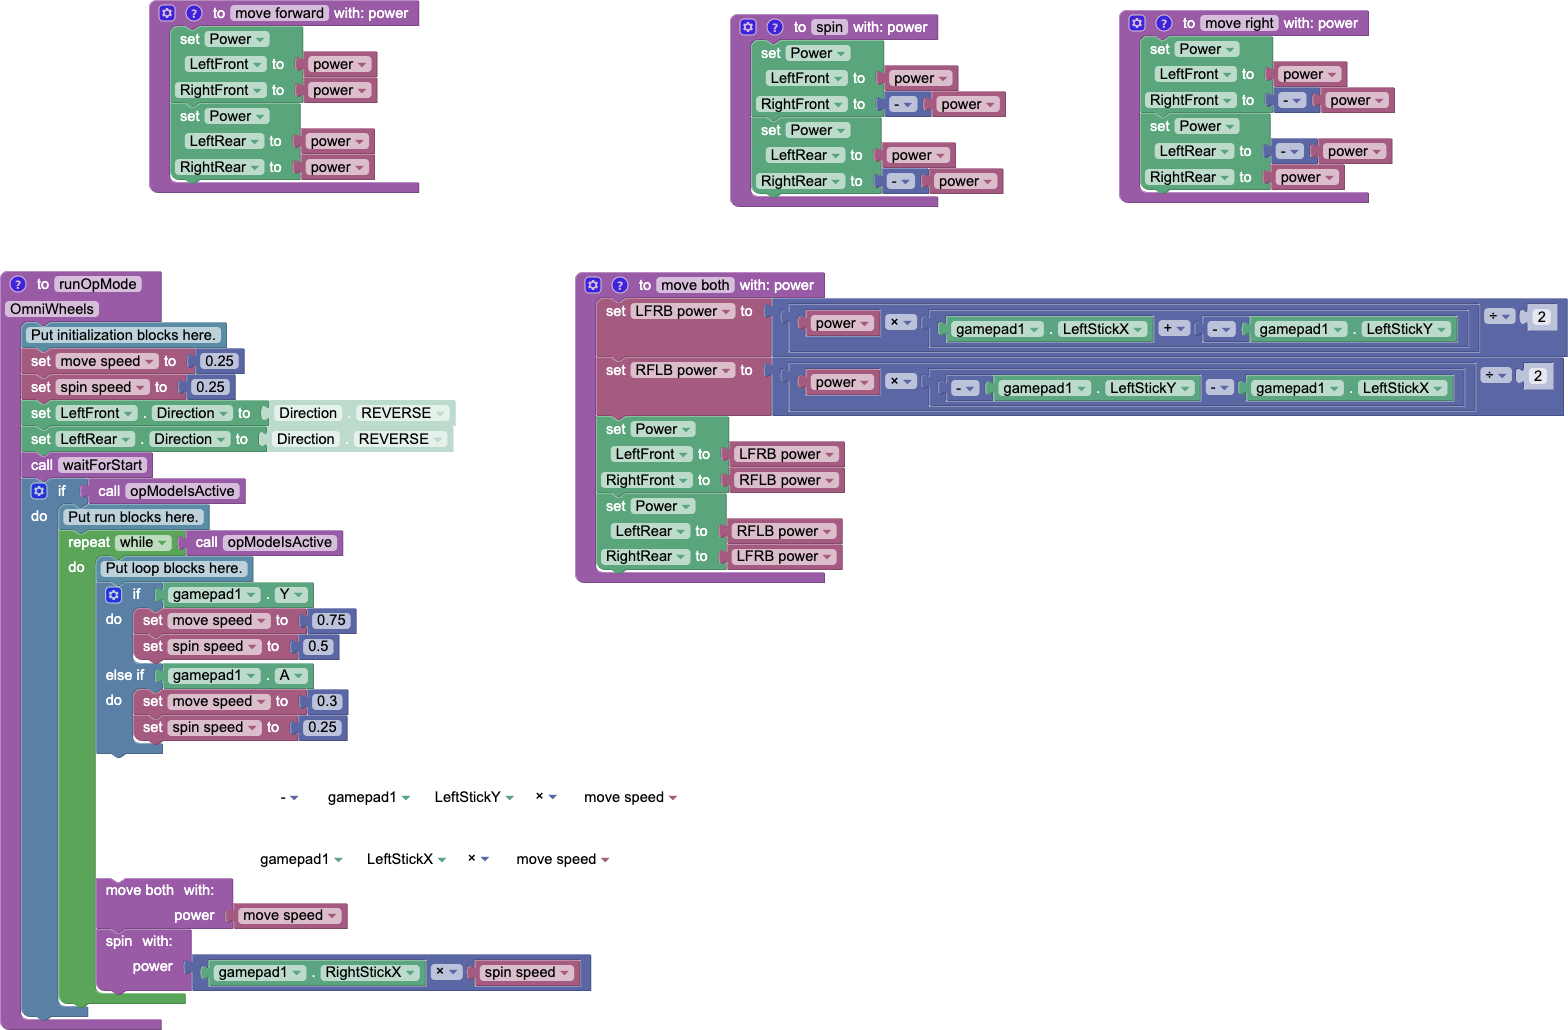 ? to move forward with: power
set Power
LeftFront to power
RightFront to power
set Power
LeftRear to power
RightRear to power
? to spin with: power
set Power
LeftFront to power
RightFront to - power
set Power
LeftRear to power
RightRear to - power
? to move right with: power
set Power
LeftFront to power
RightFront to - power
set Power
LeftRear to - power
RightRear to power
? to runOpMode
OmniWheels
Put initialization blocks here.
set move speed to 0.25
set spin speed to 0.25
set LeftFront . Direction to Direction . REVERSE
set LeftRear . Direction to Direction . REVERSE
call waitForStart
if call opModeIsActive
do Put run blocks here.
repeat while call opModeIsActive
do Put loop blocks here.
if gamepad1 . Y
do set move speed to 0.75
set spin speed to 0.5
else if gamepad1 . A
do set move speed to 0.3
set spin speed to 0.25
- gamepad1 LeftStickY × move speed
gamepad1 LeftStickX × move speed
move both with:
power move speed
spin with:
power gamepad1 . RightStickX × spin speed
? to move both with: power
set LFRB power to power × gamepad1 . LeftStickX + - gamepad1 . LeftStickY ÷ 2
set RFLB power to power × - gamepad1 . LeftStickY - gamepad1 . LeftStickX ÷ 2
set Power
LeftFront to LFRB power
RightFront to RFLB power
set Power
LeftRear to RFLB power
RightRear to LFRB power